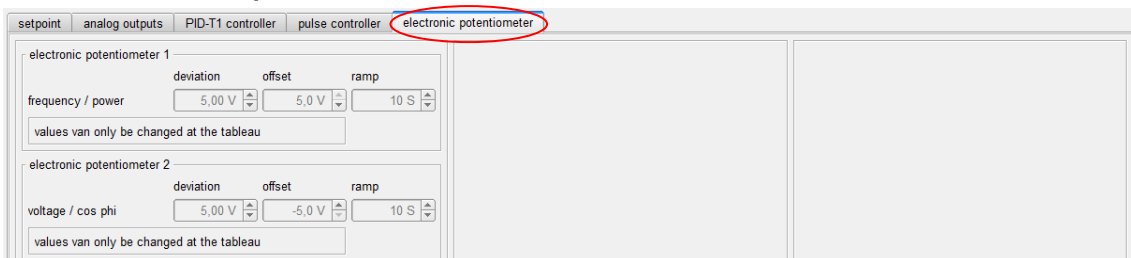 setpoint analog outputs PID-T1 controller pulse controller electronic potentiometer
electronic potentiometer 1
deviation offset ramp
frequency / power 5,00 V 5,0 V 10 S
values van only be changed at the tableau
electronic potentiometer 2
deviation offset ramp
voltage / cos phi 5,00 V -5,0 V 10 S
values van only be changed at the tableau